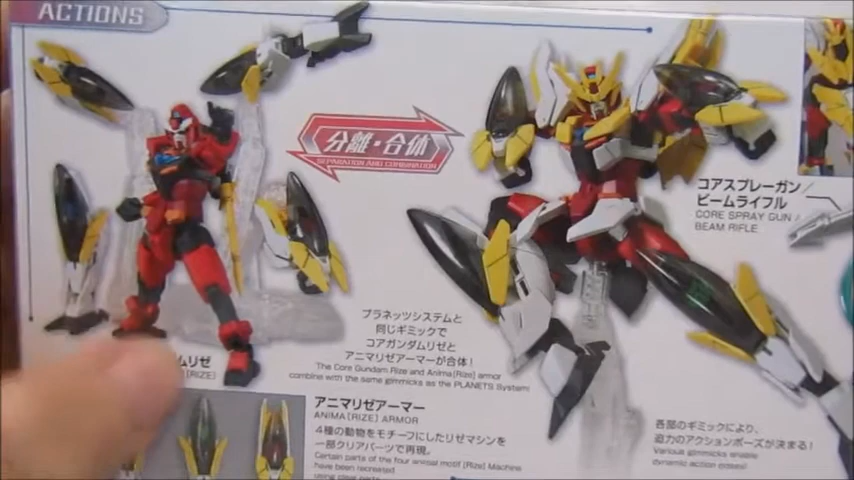 ACTIONS
分離・合体
SEPARATION AND COMBINATION
コアスプレーガン/
ビームライフル
CORE SPRAY GUN /
BEAM RIFLE
プラネッツシステムと
同じギミックで
コアガンダムリゼと
アニマリゼアーマーが合体!
The Core Gundam Rize and Anima[Rize] armor
combine with the same gimmicks as the PLANETS System
ムリゼ
[RIZE]
アニマリゼアーマー
ANIMA[RIZE] ARMOR
4種の動物をモチーフにしたリゼマシンを
一部クリアパーツで再現。
Certain parts of the four animal motif [Rize] Machine
have been recreated
using clear parts.
各部のギミックにより、
迫力のアクションポーズが決まる!
Various gimmicks enable
dynamic action poses!